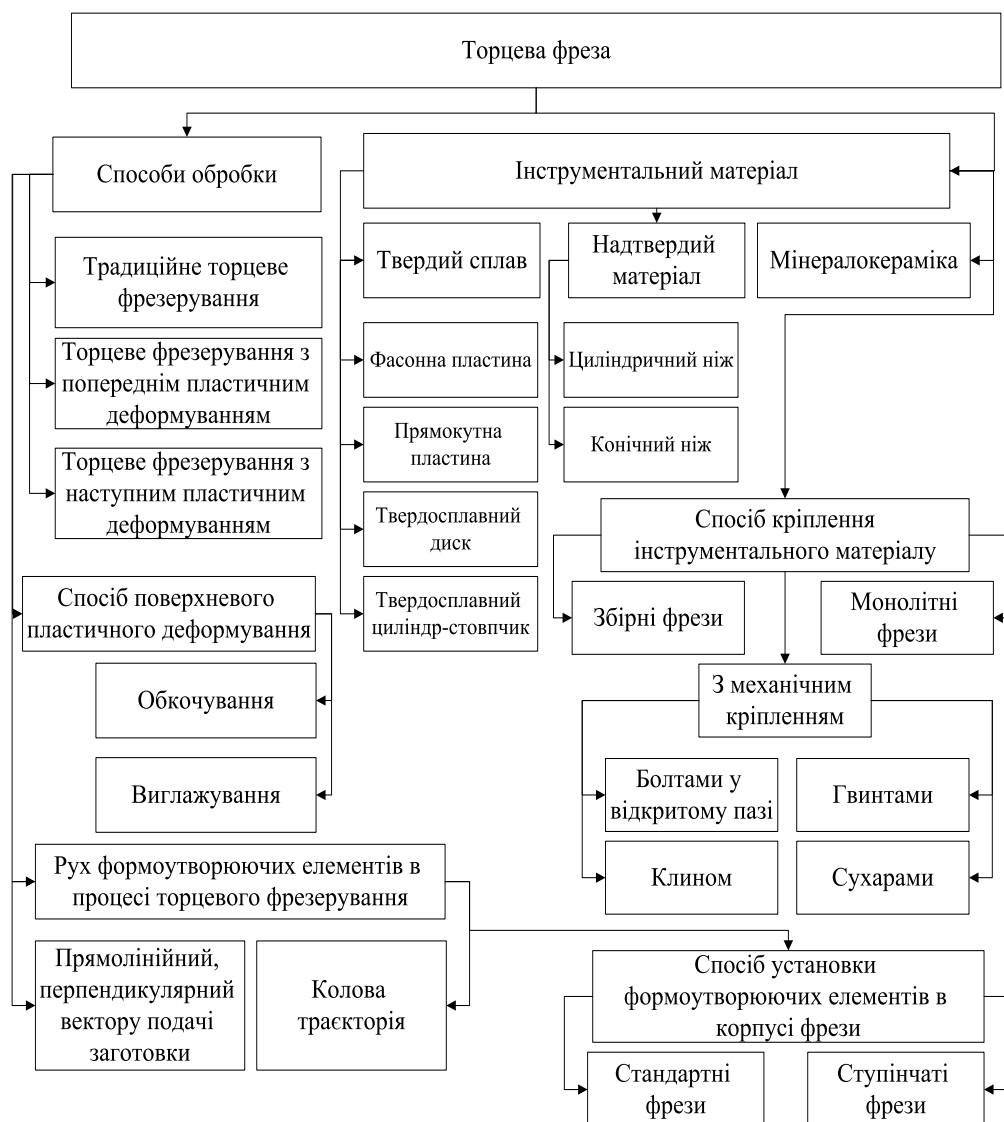 Торцева фреза
Способи обробки
Інструментальний матеріал
Традиційне торцеве
фрезерування
Торцеве фрезерування з
попереднім пластичним
деформуванням
Торцеве фрезерування з
наступним пластичним
деформуванням
Твердий сплав
Надтвердий
матеріал
Мінералокераміка
Фасонна пластина
Циліндричний ніж
Прямокутна
пластина
Конічний ніж
Твердосплавний
диск
Твердосплавний
циліндр-стовпчик
Спосіб кріплення
інструментального матеріалу
Збірні фрези
Монолітні
фрези
Спосіб поверхневого
пластичного деформування
Обкочування
Виглажування
З механічним
кріпленням
Болтами у
відкритому пазі
Гвинтами
Клином
Сухарами
Рух формоутворюючих елементів в
процесі торцевого фрезерування
Прямолінійний,
перпендикулярний
вектору подачі
заготовки
Колова
траєкторія
Спосіб установки
формоутворюючих елементів в
корпусі фрези
Стандартні
фрези
Ступінчаті
фрези